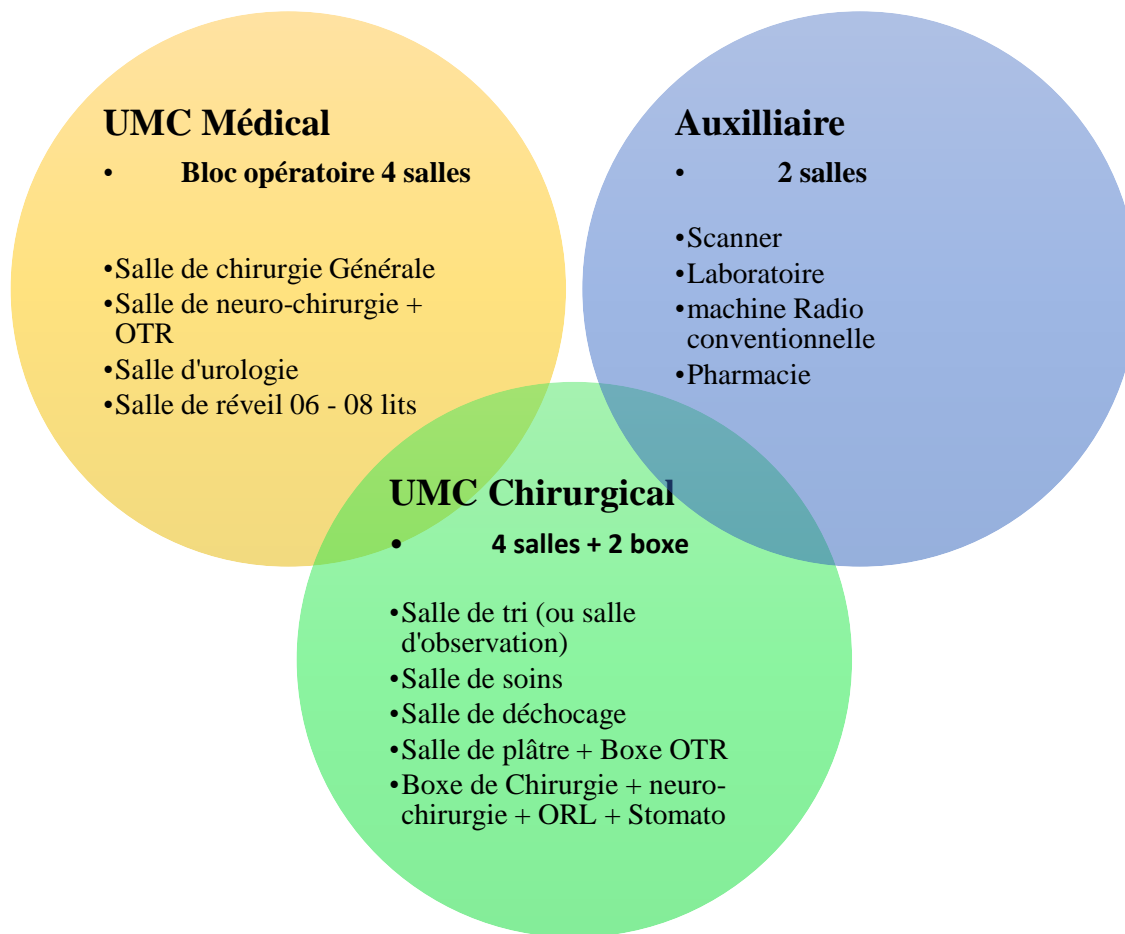 UMC Médical
• Bloc opératoire 4 salles
•Salle de chirurgie Générale
•Salle de neuro-chirurgie +
OTR
•Salle d'urologie
•Salle de réveil 06 - 08 lits
Auxilliaire
• 2 salles
•Scanner
•Laboratoire
•machine Radio
conventionnelle
•Pharmacie
UMC Chirurgical
• 4 salles + 2 boxe
•Salle de tri (ou salle
d'observation)
•Salle de soins
•Salle de déchocage
•Salle de plâtre + Boxe OTR
•Boxe de Chirurgie + neuro-
chirurgie + ORL + Stomato